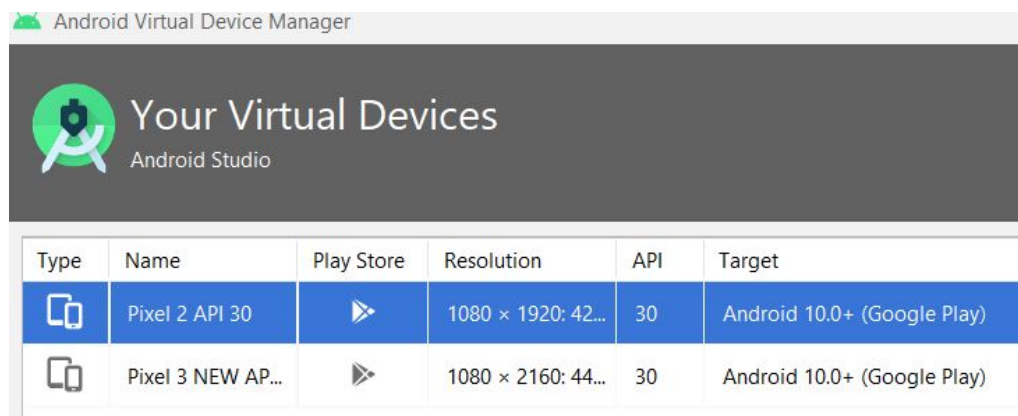 Android Virtual Device Manager
Your Virtual Devices
Android Studio
Type Name Play Store Resolution API Target
Pixel 2 API 30 1080 × 1920: 42... 30 Android 10.0+ (Google Play)
Pixel 3 NEW AP... 1080 × 2160: 44... 30 Android 10.0+ (Google Play)